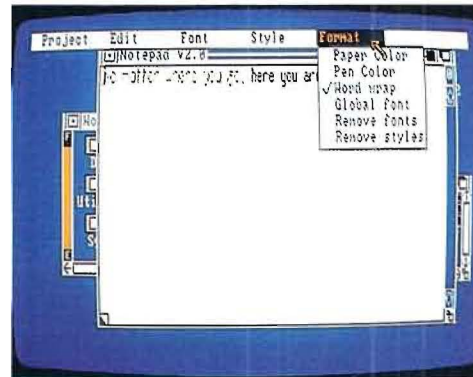 Project Edit Font Style Format
Notepad v2.0
No matter where you go, here you are
Paper Color
Pen Color
✓Word wrap
Global font
Remove fonts
Remove styles
Wo
Uti
S